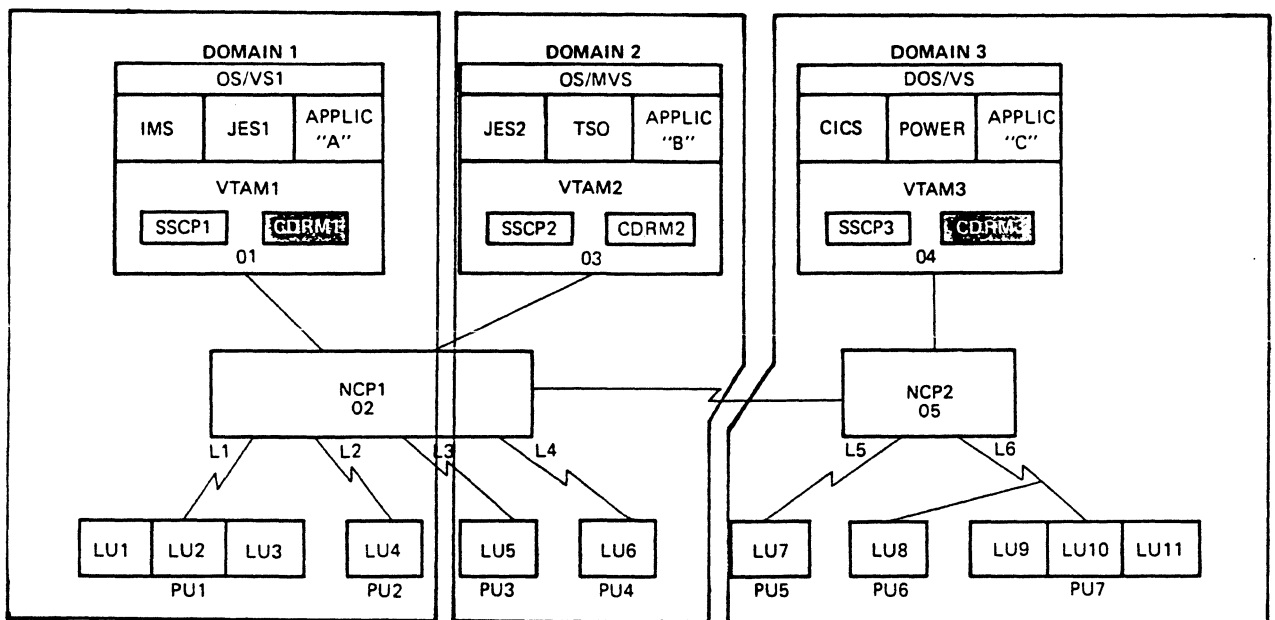 DOMAIN 1
OS/VS1
IMS
JES1
APPLIC
"A"
VTAM1
SSCP1
CDRM1
01
DOMAIN 2
OS/MVS
JES2
TSO
APPLIC
"B"
VTAM2
SSCP2
CDRM2
03
DOMAIN 3
DOS/VS
CICS
POWER
APPLIC
"C"
VTAM3
SSCP3
CDRM3
04
NCP1
02
NCP2
05
L1
L2
L3
L4
L5
L6
LU1
LU2
LU3
PU1
LU4
PU2
LU5
PU3
LU6
PU4
LU7
PU5
LU8
PU6
LU9
LU10
LU11
PU7